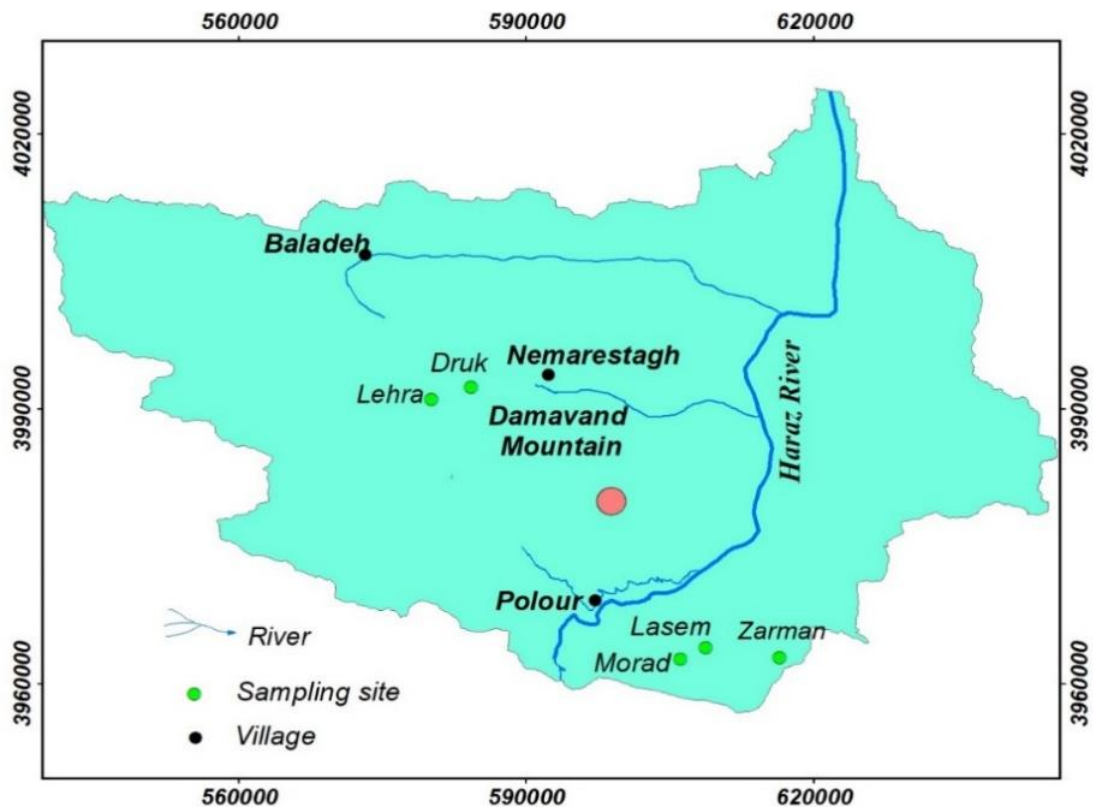 560000
590000
620000
4020000
4020000
Baladeh
Druk
Nemarestagh
Lehra
Damavand
Mountain
Haraz River
3990000
3990000
Polour
Lasem
Zarman
Morad
River
Sampling site
Village
3960000
3960000
560000
590000
620000